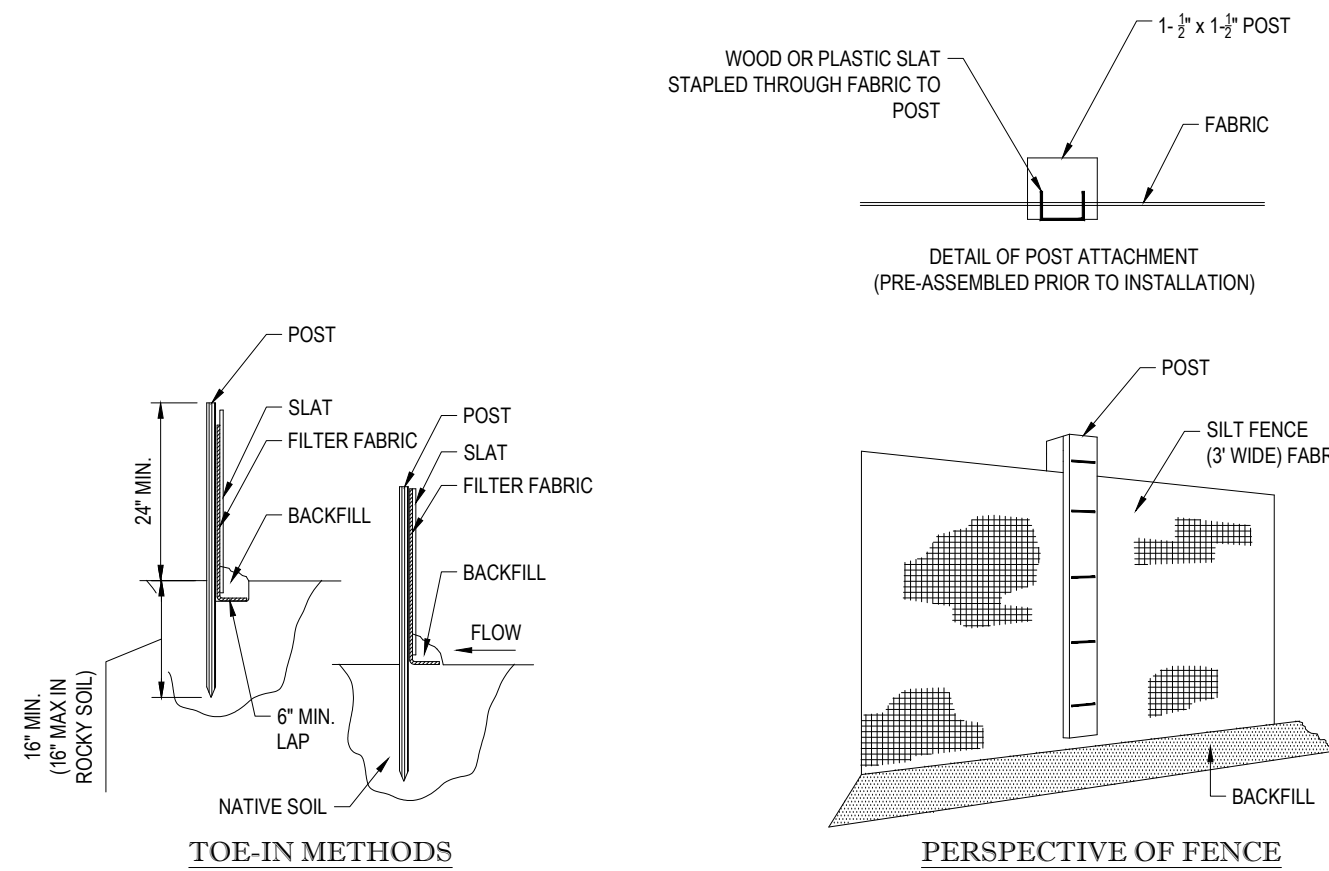 1- 1/2" x 1-1/2" POST
WOOD OR PLASTIC SLAT
STAPLED THROUGH FABRIC TO
POST
FABRIC
DETAIL OF POST ATTACHMENT
(PRE-ASSEMBLED PRIOR TO INSTALLATION)
POST
SLAT
FILTER FABRIC
24" MIN.
BACKFILL
16" MIN.
(16" MAX IN
ROCKY SOIL)
6" MIN.
LAP
POST
SLAT
FILTER FABRIC
BACKFILL
FLOW
NATIVE SOIL
TOE-IN METHODS
POST
SILT FENCE
(3' WIDE)
BACKFILL
PERSPECTIVE OF FENCE